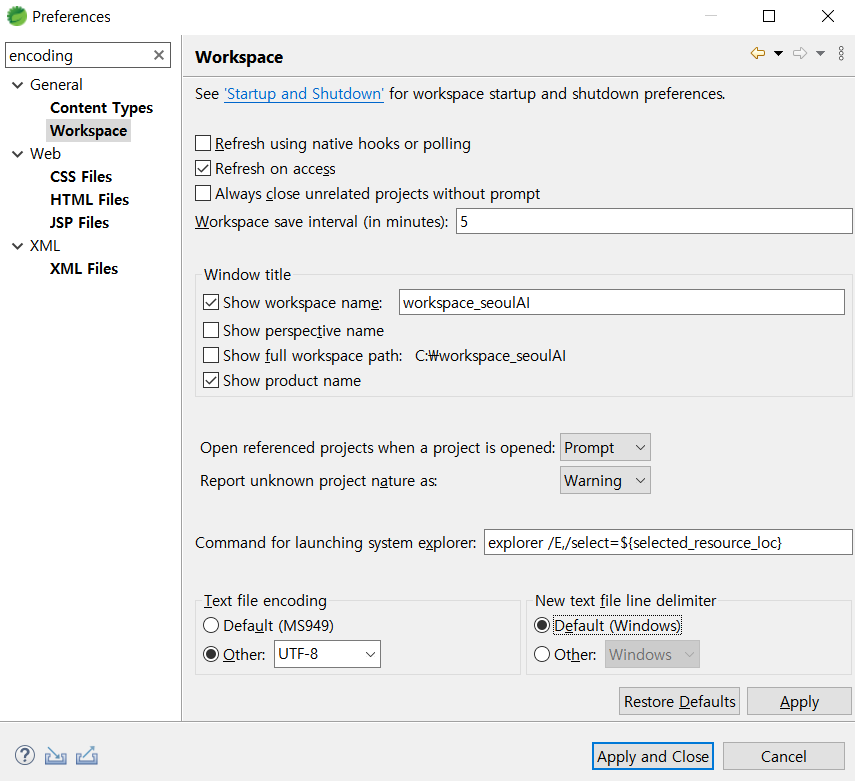 Preferences
encoding
General
Content Types
Workspace
Web
CSS Files
HTML Files
JSP Files
XML
XML Files
Workspace
See 'Startup and Shutdown' for workspace startup and shutdown preferences.
Refresh using native hooks or polling
Refresh on access
Always close unrelated projects without prompt
Workspace save interval (in minutes): 5
Window title
Show workspace name: workspace_seoulAI
Show perspective name
Show full workspace path: C:₩workspace_seoulAI
Show product name
Open referenced projects when a project is opened: Prompt
Report unknown project nature as: Warning
Command for launching system explorer: explorer /E,/select=${selected_resource_loc}
Text file encoding
Default (MS949)
Other: UTF-8
New text file line delimiter
Default (Windows)
Other: Windows
Restore Defaults Apply
? Apply and Close Cancel